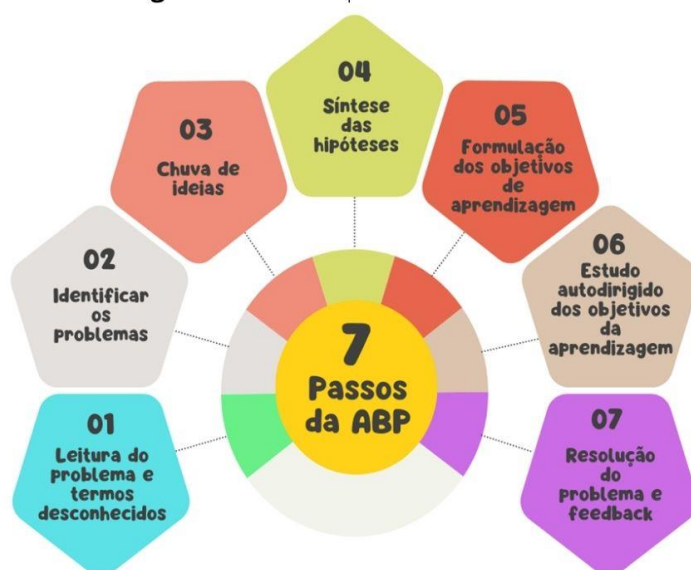 04
Síntese
das
hipóteses
03
Chuva de
ideias
05
Formulação
dos objetivos
de
aprendizagem
02
Identificar
os
problemas
06
Estudo
autodirigido
dos objetivos
da
aprendizagem
7
Passos
da ABP
01
Leitura do
problema e
termos
desconhecidos
07
Resolução
do
problema e
feedback